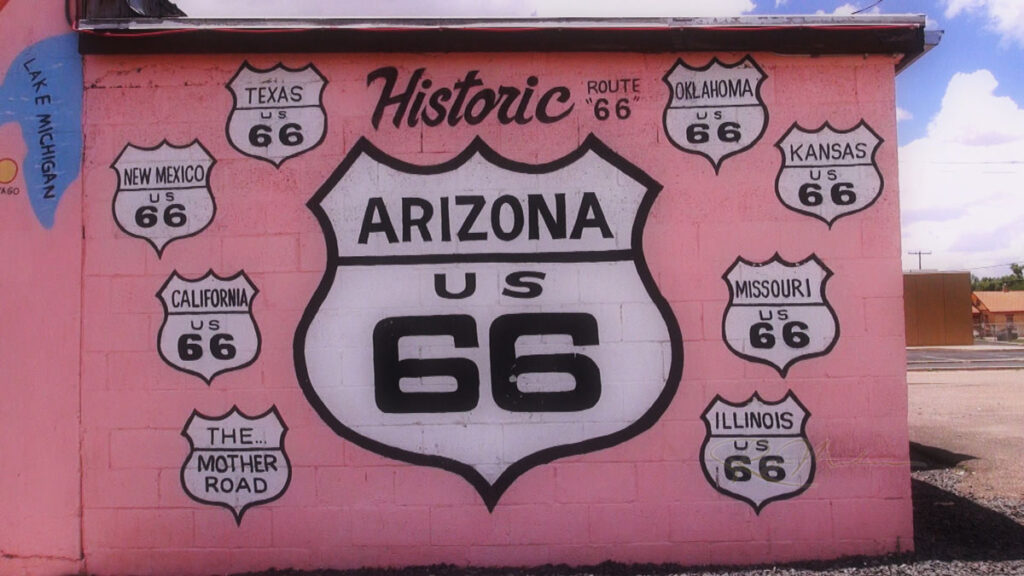 LAKE MICHIGAN
Historic
ROUTE
"66"
TEXAS
US
66
OKLAHOMA
US
66
NEW MEXICO
US
66
KANSAS
US
66
ARIZONA
US
66
CALIFORNIA
US
66
MISSOURI
US
66
THE...
MOTHER
ROAD
ILLINOIS
US
66